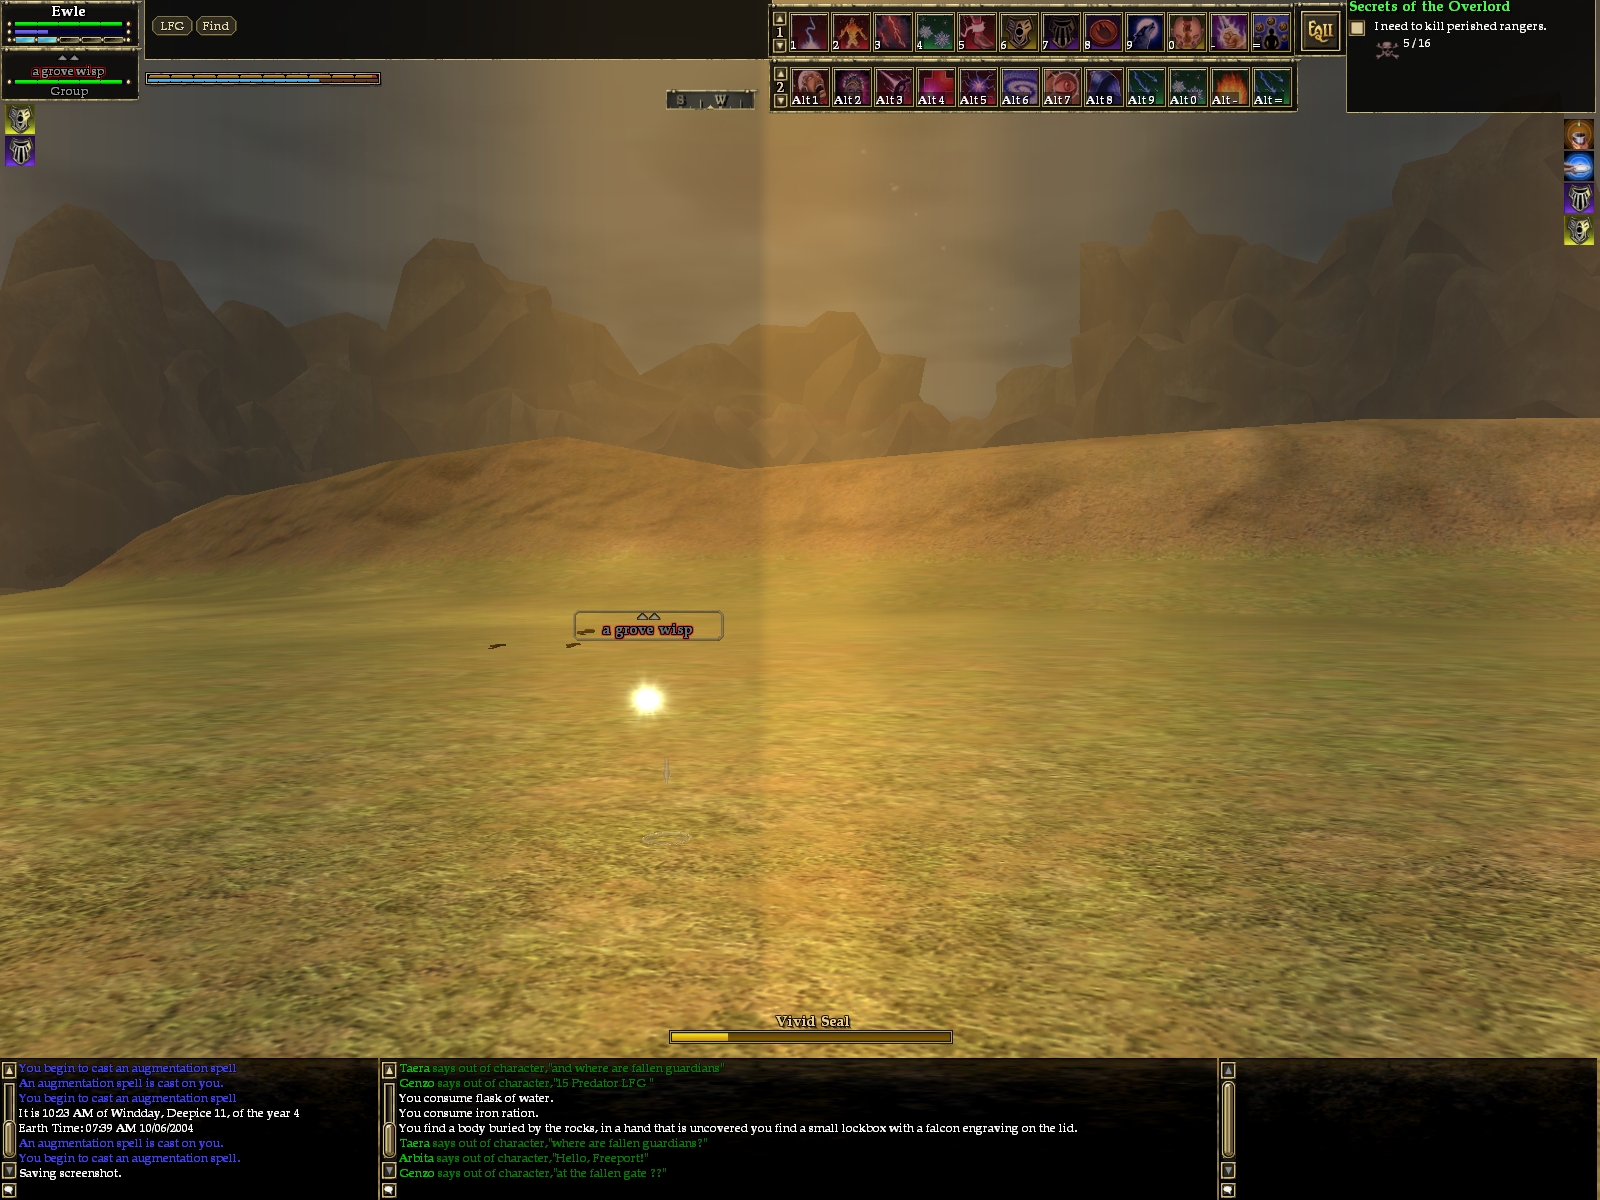 Ewle
a grove wisp
Group
LFG
Find
S W
1
1 2 3 4 5 6 7 8 9 0 - =
2
Alt1 Alt2 Alt3 Alt4 Alt5 Alt6 Alt7 Alt8 Alt9 Alt0 Alt- Alt=
EQII
Secrets of the Overlord
I need to kill perished rangers.
5/16
a grove wisp
Vivid Seal
You begin to cast an augmentation spell
An augmentation spell is cast on you.
You begin to cast an augmentation spell
It is 10:23 AM of Windday, Deepice 11, of the year 4
Earth Time: 07:39 AM 10/06/2004
An augmentation spell is cast on you.
You begin to cast an augmentation spell.
Saving screenshot.
Taera says out of character,"and where are fallen guardians"
Genzo says out of character,"15 Predator LFG "
You consume flask of water.
You consume iron ration.
You find a body buried by the rocks, in a hand that is uncovered you find a small lockbox with a falcon engraving on the lid.
Taera says out of character,"where are fallen guardians?"
Arbita says out of character,"Hello, Freeport!"
Genzo says out of character,"at the fallen gate ??"